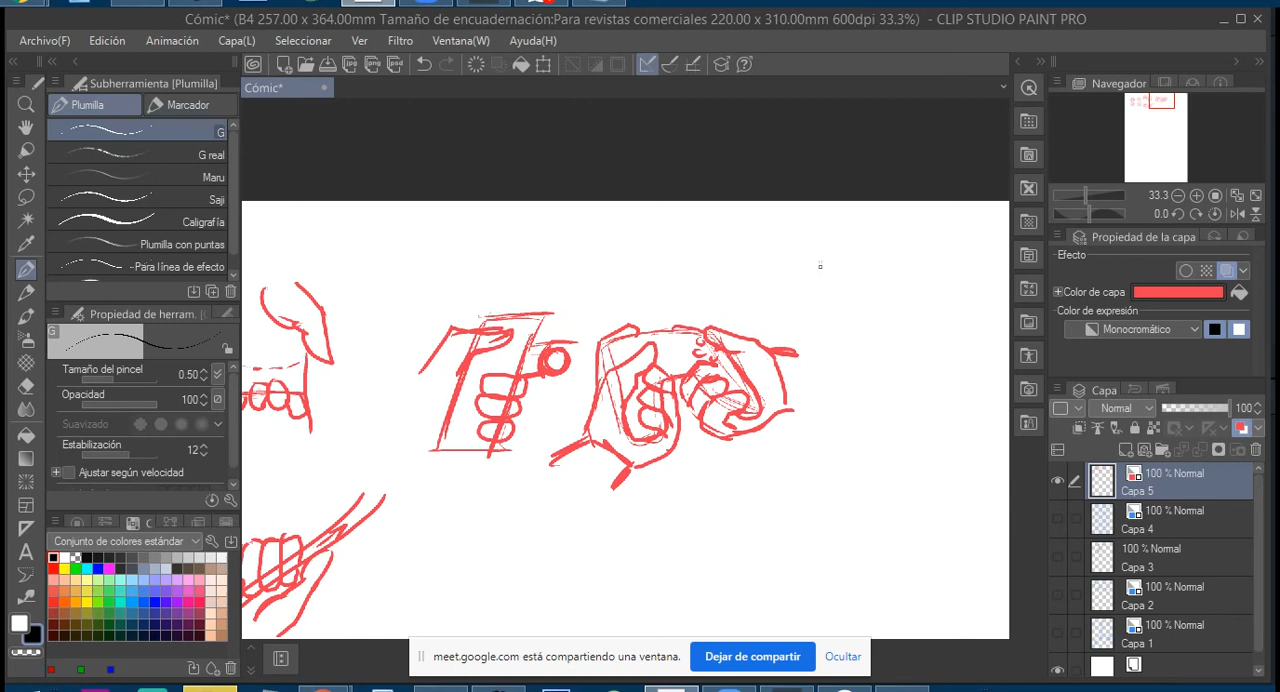 Cómic* (B4 257.00 x 364.00mm Tamaño de encuadernación:Para revistas comerciales 220.00 x 310.00mm 600dpi 33.3%) - CLIP STUDIO PAINT PRO
Archivo(F) Edición Animación Capa(L) Seleccionar Ver Filtro Ventana(W) Ayuda(H)
Subherramienta [Plumilla]
Plumilla Marcador
G
G real
Maru
Saji
Caligrafía
Plumilla con puntas
Para línea de efecto
Propiedad de herram. [G
G
Tamaño del pincel 0.50
Opacidad 100
Suavizado
Estabilización 12
Ajustar según velocidad
Conjunto de colores estándar
Cómic*
Navegador
33.3
0.0
Propiedad de la capa
Efecto
Color de capa
Color de expresión
Monocromático
Capa
Normal 100
100 % Normal
Capa 5
100 % Normal
Capa 4
100 % Normal
Capa 3
100 % Normal
Capa 2
100 % Normal
Capa 1
meet.google.com está compartiendo una ventana. Dejar de compartir Ocultar